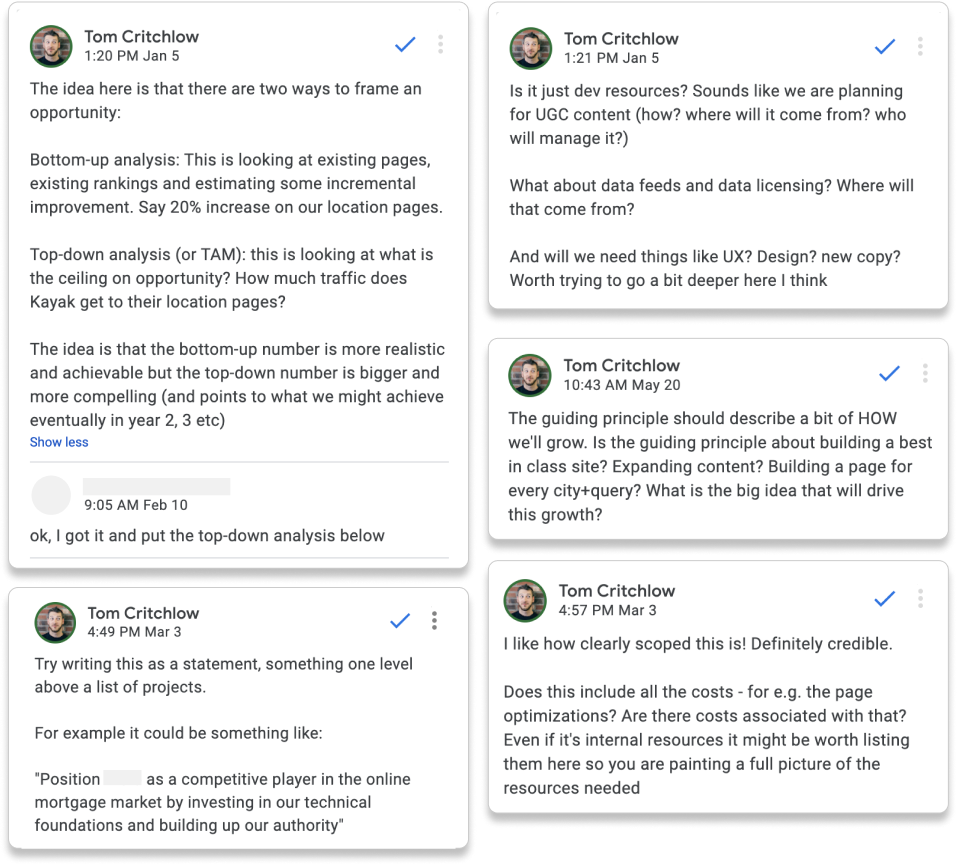 Tom Critchlow
1:20 PM Jan 5
The idea here is that there are two ways to frame an
opportunity:
Bottom-up analysis: This is looking at existing pages,
existing rankings and estimating some incremental
improvement. Say 20% increase on our location pages.
Top-down analysis (or TAM): this is looking at what is
the ceiling on opportunity? How much traffic does
Kayak get to their location pages?
The idea is that the bottom-up number is more realistic
and achievable but the top-down number is bigger and
more compelling (and points to what we might achieve
eventually in year 2, 3 etc)
Show less
9:05 AM Feb 10
ok, I got it and put the top-down analysis below
Tom Critchlow
4:49 PM Mar 3
Try writing this as a statement, something one level
above a list of projects.
For example it could be something like:
"Position as a competitive player in the online
mortgage market by investing in our technical
foundations and building up our authority"
Tom Critchlow
1:21 PM Jan 5
Is it just dev resources? Sounds like we are planning
for UGC content (how? where will it come from? who
will manage it?)
What about data feeds and data licensing? Where will
that come from?
And will we need things like UX? Design? new copy?
Worth trying to go a bit deeper here I think
Tom Critchlow
10:43 AM May 20
The guiding principle should describe a bit of HOW
we'll grow. Is the guiding principle about building a best
in class site? Expanding content? Building a page for
every city+query? What is the big idea that will drive
this growth?
Tom Critchlow
4:57 PM Mar 3
I like how clearly scoped this is! Definitely credible.
Does this include all the costs - for e.g. the page
optimizations? Are there costs associated with that?
Even if it's internal resources it might be worth listing
them here so you are painting a full picture of the
resources needed